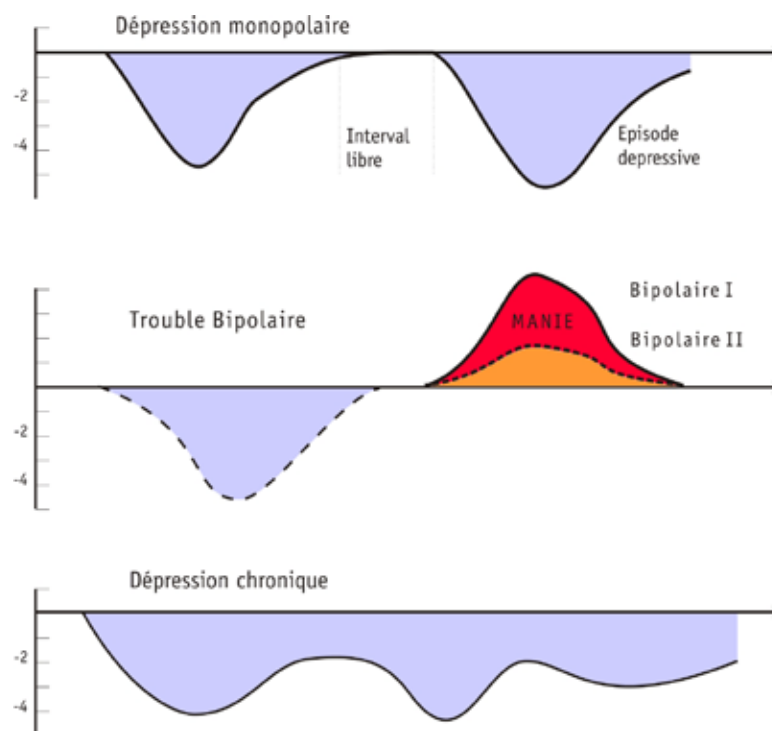 Dépression monopolaire
-2
-4
Interval
libre
Episode
depressive
Trouble Bipolaire
MANIE
Bipolaire I
Bipolaire II
-2
-4
Dépression chronique
-2
-4